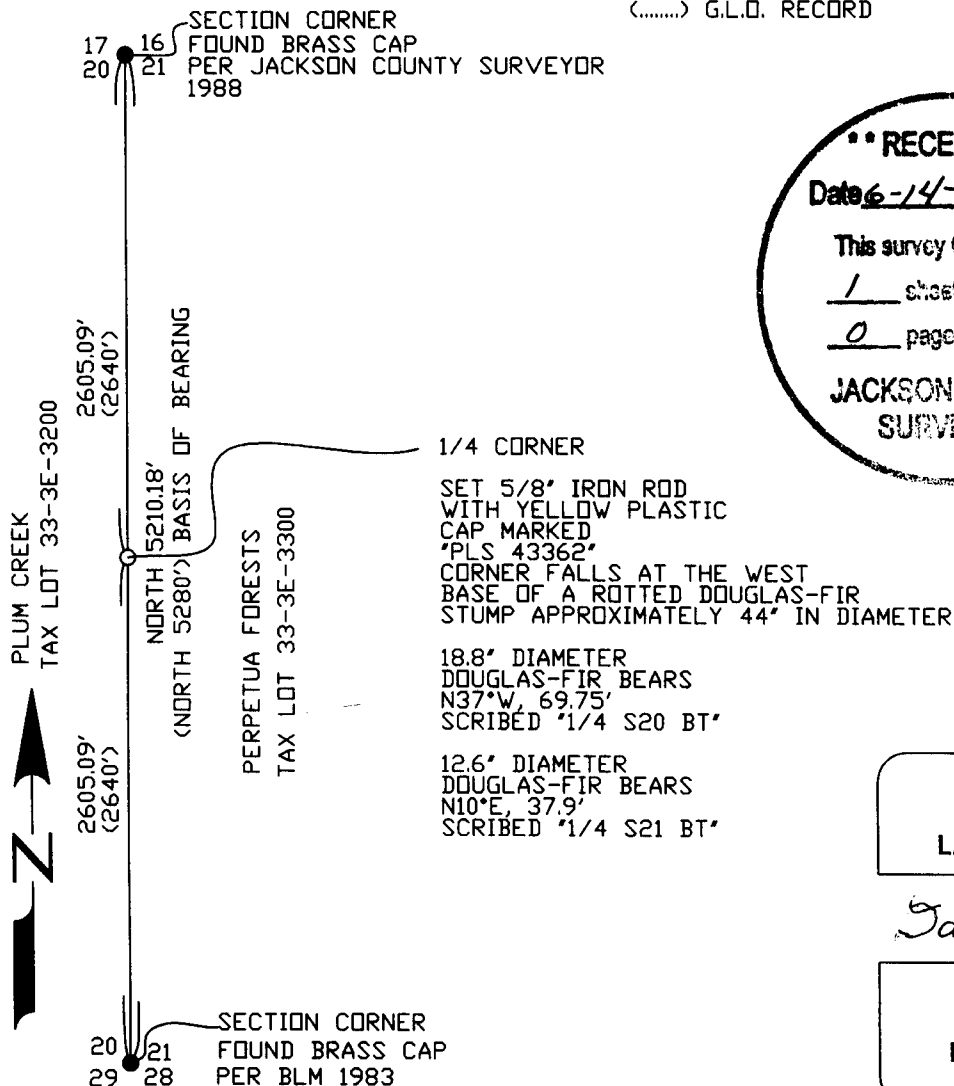 (........) G.L.O. RECORD
SECTION CORNER
17 16 FOUND BRASS CAP
20 21 PER JACKSON COUNTY SURVEYOR
1988
** RECE
Date 6-14-
This survey
1 sheet
0 page
JACKSON
SURVE
2605.09'
(2640')
NORTH 5210.18'
(NORTH 5280') BASIS OF BEARING
PLUM CREEK
TAX LOT 33-3E-3200
PERPETUA FORESTS
TAX LOT 33-3E-3300
1/4 CORNER
SET 5/8" IRON ROD
WITH YELLOW PLASTIC
CAP MARKED
"PLS 43362"
CORNER FALLS AT THE WEST
BASE OF A ROTTED DOUGLAS-FIR
STUMP APPROXIMATELY 44" IN DIAMETER
18.8" DIAMETER
DOUGLAS-FIR BEARS
N37°W, 69.75'
SCRIBED "1/4 S20 BT"
12.6" DIAMETER
DOUGLAS-FIR BEARS
N10°E, 37.9'
SCRIBED "1/4 S21 BT"
2605.09'
(2640')
N
L
SECTION CORNER
20 21 FOUND BRASS CAP
29 28 PER BLM 1983